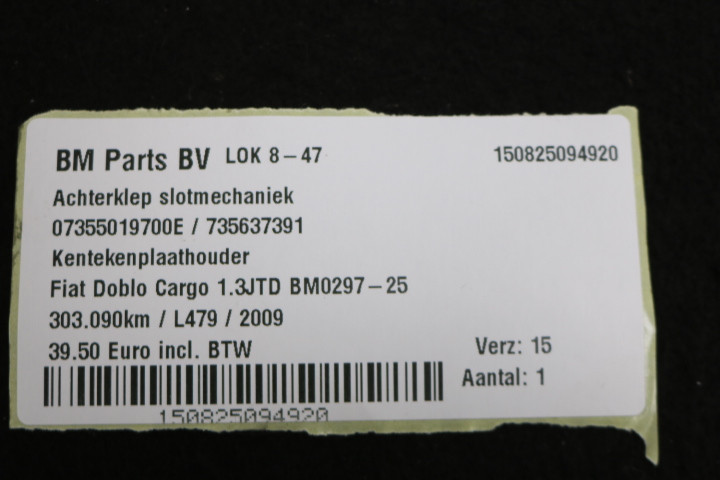 BM Parts BV LOK 8-47 150825094920
Achterklep slotmechaniek
07355019700E / 735637391
Kentekenplaathouder
Fiat Doblo Cargo 1.3JTD BM0297-25
303.090km / L479 / 2009
39.50 Euro incl. BTW Verz: 15
Aantal: 1
150825094920